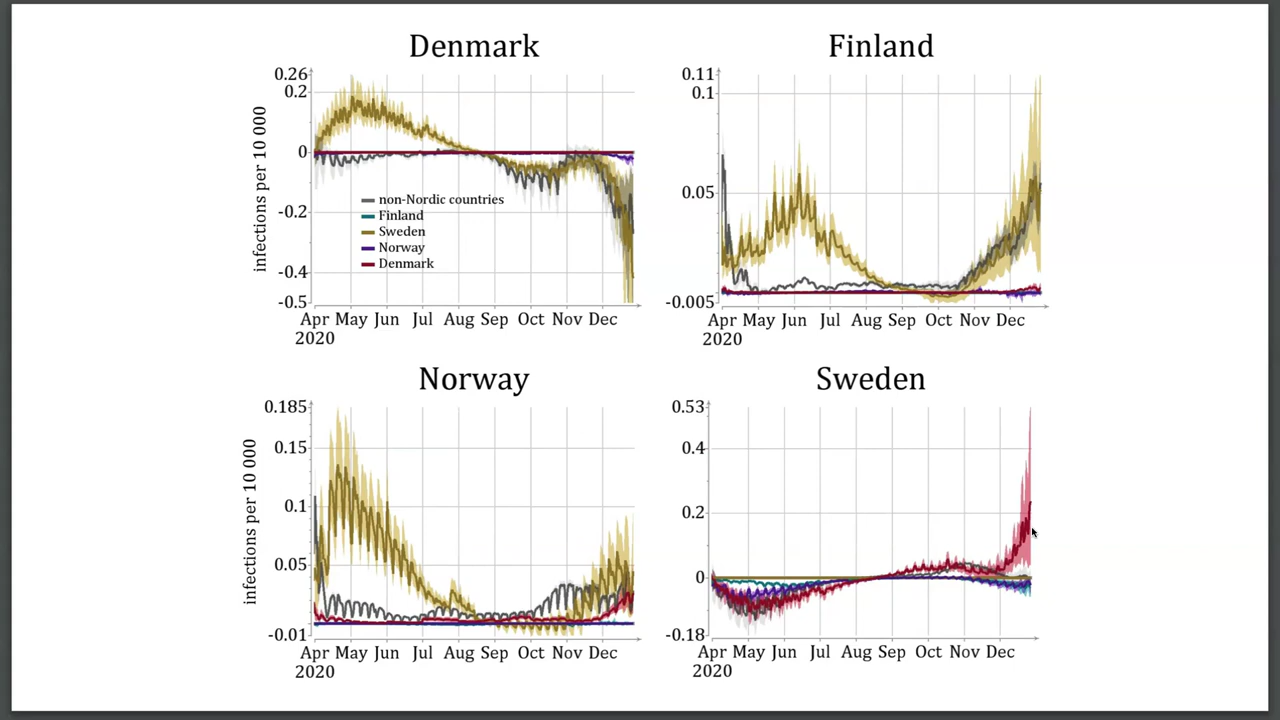 Denmark
0.26
0.2
0
-0.2
-0.4
-0.5
infections per 10 000
non-Nordic countries
Finland
Sweden
Norway
Denmark
Apr May Jun Jul Aug Sep Oct Nov Dec
2020
Finland
0.11
0.1
0.05
-0.005
Apr May Jun Jul Aug Sep Oct Nov Dec
2020
Norway
0.185
0.15
0.1
0.05
-0.01
infections per 10 000
Apr May Jun Jul Aug Sep Oct Nov Dec
2020
Sweden
0.53
0.4
0.2
0
-0.18
Apr May Jun Jul Aug Sep Oct Nov Dec
2020